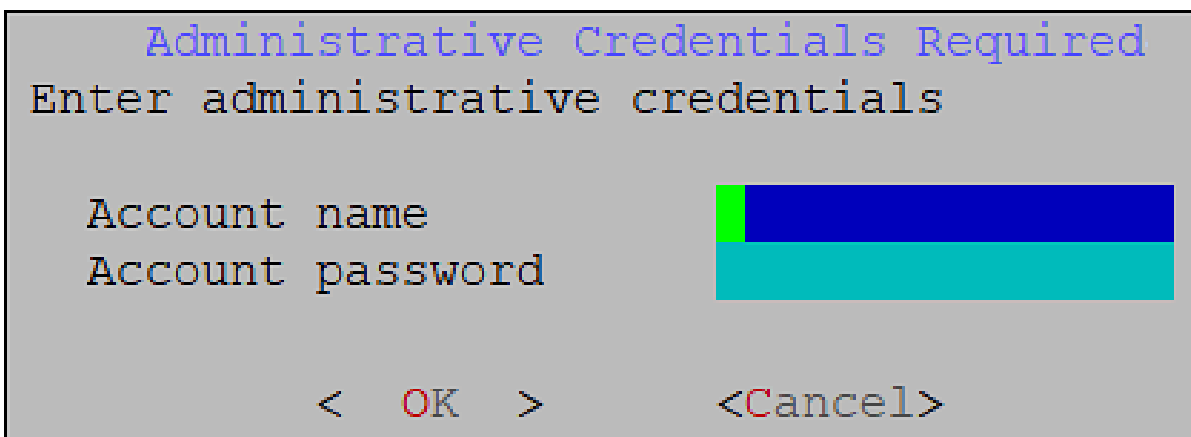 Administrative Credentials Required
Enter administrative credentials
Account name
Account password
< OK > <Cancel>